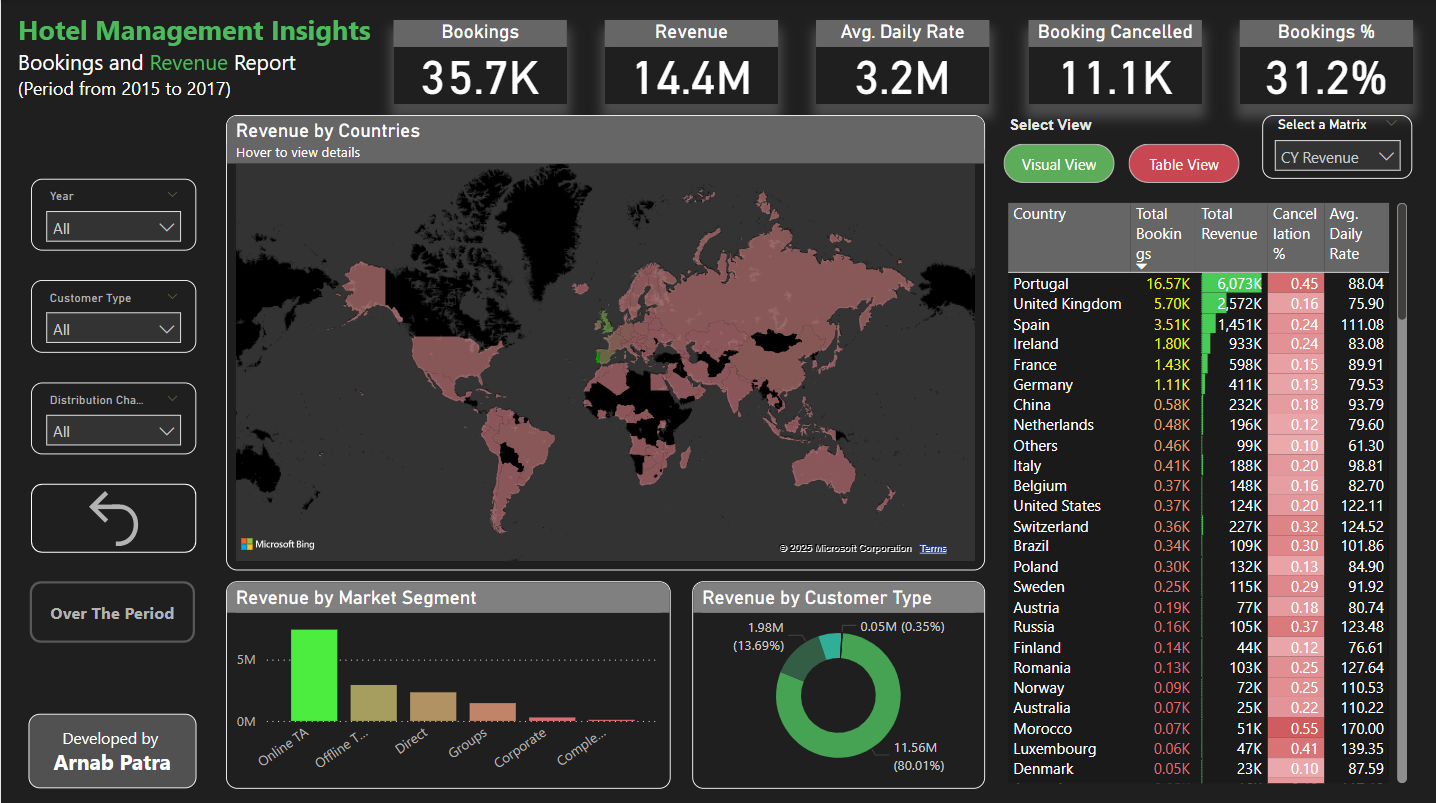 Hotel Management Insights
Bookings and Revenue Report
(Period from 2015 to 2017)
Bookings
35.7K
Revenue
14.4M
Avg. Daily Rate
3.2M
Booking Cancelled
11.1K
Bookings %
31.2%
Year
All
Customer Type
All
Distribution Cha...
All
Over The Period
Developed by
Arnab Patra
Revenue by Countries
Hover to view details
Microsoft Bing
© 2025 Microsoft Corporation Terms
Revenue by Market Segment
5M
0M
Online TA
Offline T...
Direct
Groups
Corporate
Comple...
Revenue by Customer Type
1.98M
(13.69%)
0.05M (0.35%)
11.56M
(80.01%)
Select View
Visual View
Table View
Select a Matrix
CY Revenue
Country Total Bookin gs Total Revenue Cancel lation % Avg. Daily Rate
Portugal 16.57K 6,073K 0.45 88.04
United Kingdom 5.70K 2,572K 0.16 75.90
Spain 3.51K 1,451K 0.24 111.08
Ireland 1.80K 933K 0.24 83.08
France 1.43K 598K 0.15 89.91
Germany 1.11K 411K 0.13 79.53
China 0.58K 232K 0.18 93.79
Netherlands 0.48K 196K 0.12 79.60
Others 0.46K 99K 0.10 61.30
Italy 0.41K 188K 0.20 98.81
Belgium 0.37K 148K 0.16 82.70
United States 0.37K 124K 0.20 122.11
Switzerland 0.36K 227K 0.32 124.52
Brazil 0.34K 109K 0.30 101.86
Poland 0.30K 132K 0.13 84.90
Sweden 0.25K 115K 0.29 91.92
Austria 0.19K 77K 0.18 80.74
Russia 0.16K 105K 0.37 123.48
Finland 0.14K 44K 0.12 76.61
Romania 0.13K 103K 0.25 127.64
Norway 0.09K 72K 0.25 110.53
Australia 0.07K 25K 0.22 110.22
Morocco 0.07K 51K 0.55 170.00
Luxembourg 0.06K 47K 0.41 139.35
Denmark 0.05K 23K 0.10 87.59